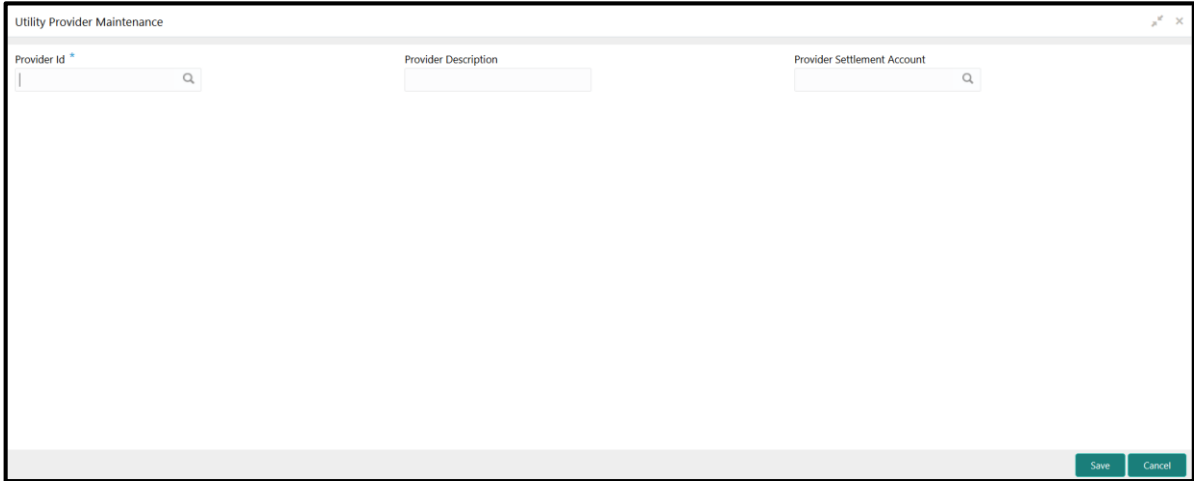 Utility Provider Maintenance
Provider Id *
Provider Description
Provider Settlement Account
Save
Cancel